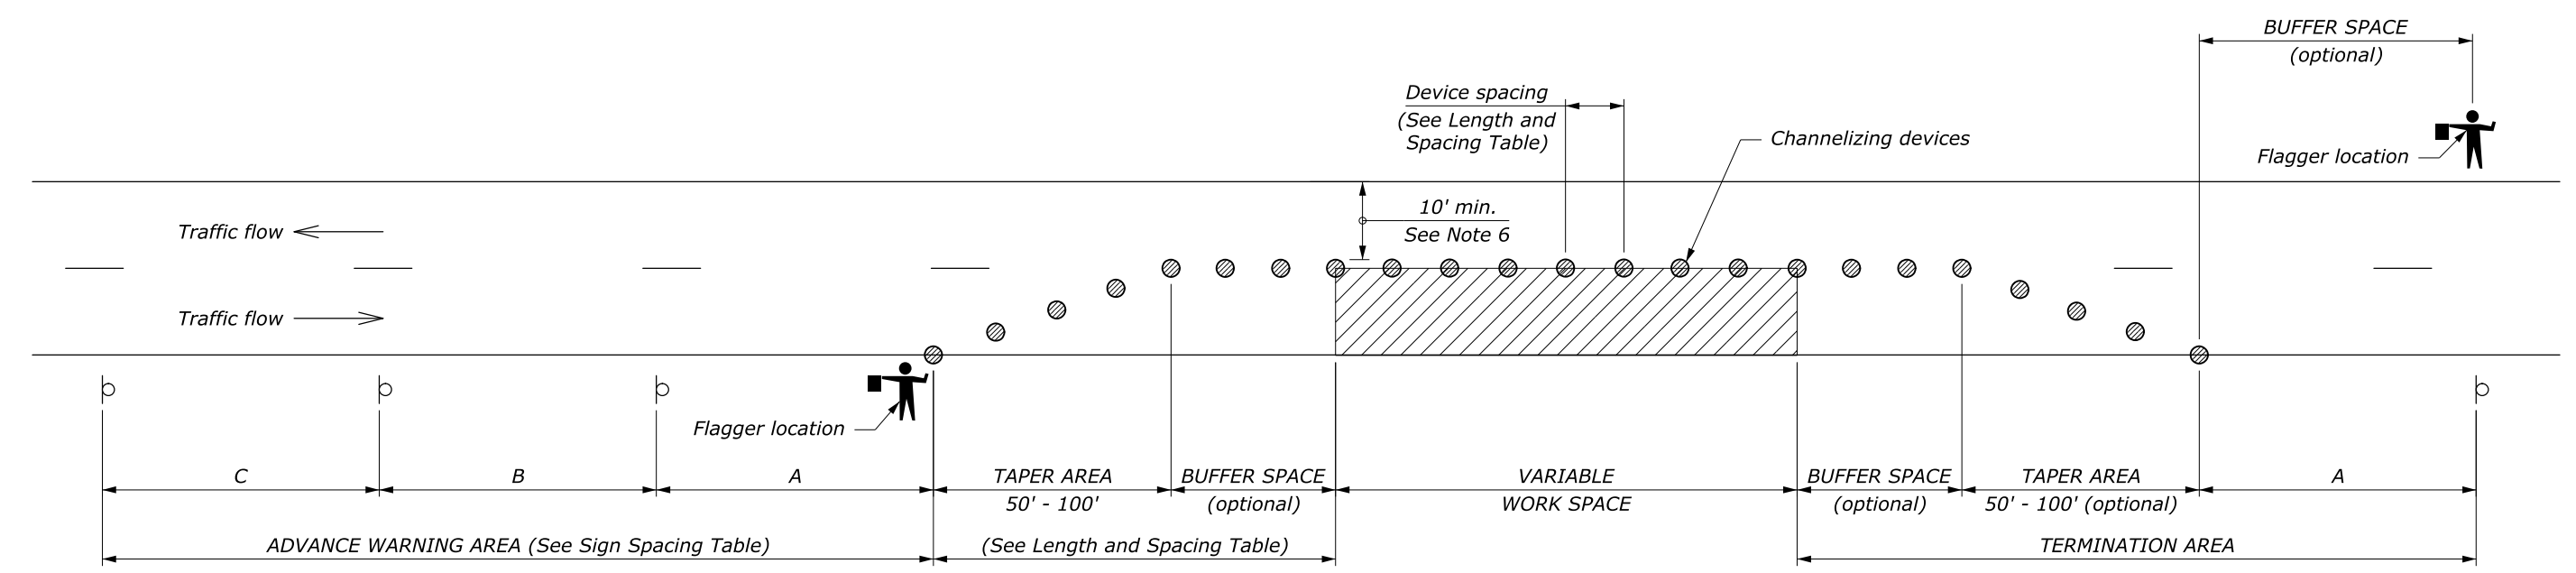 BUFFER SPACE
(optional)
Device spacing
(See Length and
Spacing Table)
Channelizing devices
Flagger location
10' min.
See Note 6
Traffic flow
Traffic flow
Flagger location
C
B
A
TAPER AREA
50' - 100'
BUFFER SPACE
(optional)
VARIABLE
WORK SPACE
BUFFER SPACE
(optional)
TAPER AREA
50' - 100' (optional)
A
ADVANCE WARNING AREA (See Sign Spacing Table)
(See Length and Spacing Table)
TERMINATION AREA